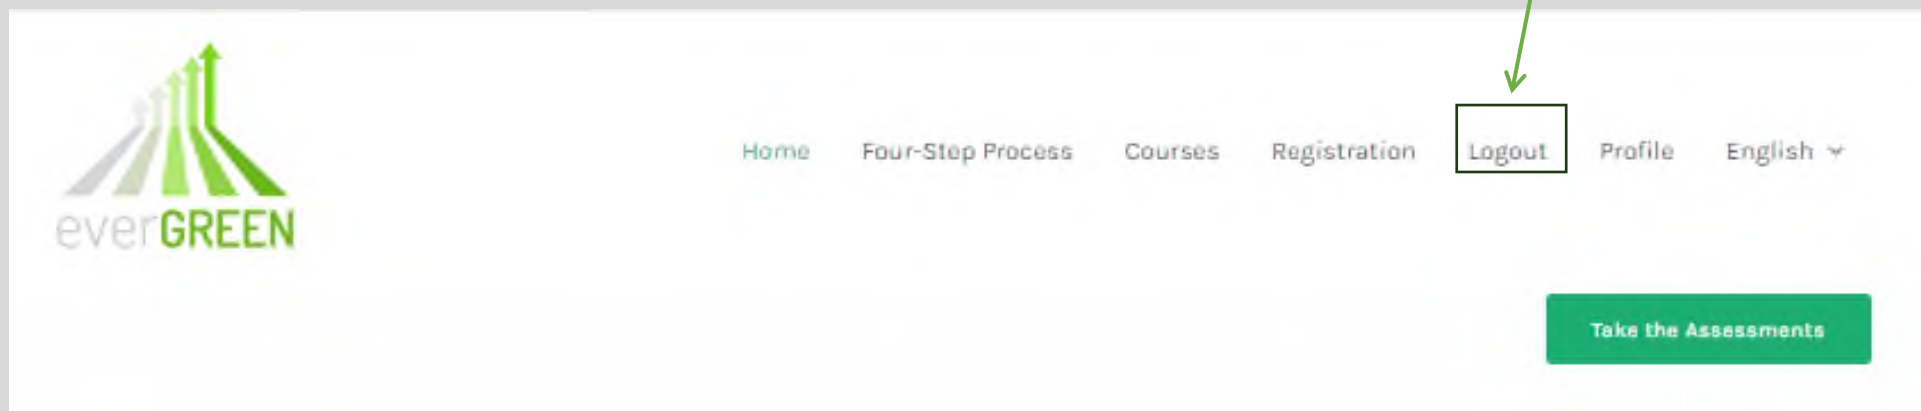 Home Four-Step Process Courses Registration Logout Profile English
everGREEN
Take the Assessments